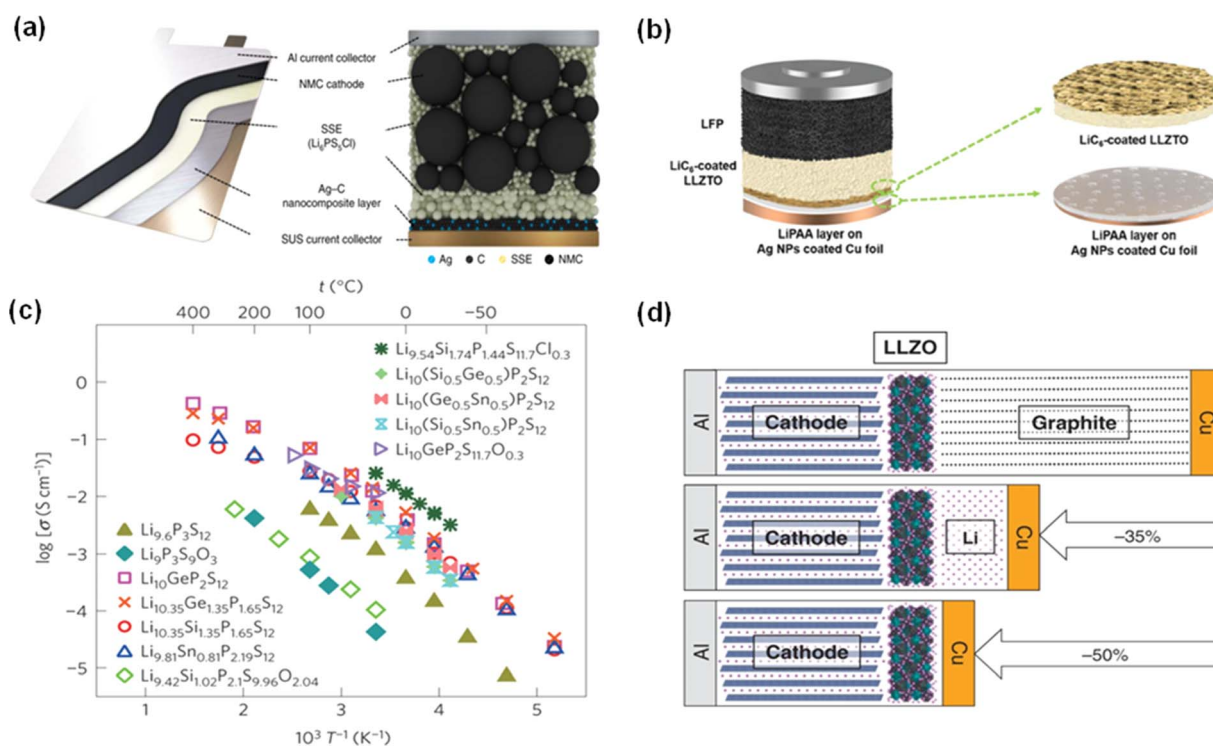 (a)
Al current collector
NMC cathode
SSE
(Li₆PS₅Cl)
Ag–C
nanocomposite layer
SUS current collector
Ag C SSE NMC
(b)
LFP
LiC₆-coated
LLZTO
LiPAA layer on
Ag NPs coated Cu foil
LiC₆-coated LLZTO
LiPAA layer on
Ag NPs coated Cu foil
(c)
t (°C)
400 200 100 0 −50
log [σ (S cm⁻¹)]
0
−1
−2
−3
−4
−5
Li₉.₅₄Si₁.₇₄P₁.₄₄S₁₁.₇Cl₀.₃
Li₁₀(Si₀.₅Ge₀.₅)P₂S₁₂
Li₁₀(Ge₀.₅Sn₀.₅)P₂S₁₂
Li₁₀(Si₀.₅Sn₀.₅)P₂S₁₂
Li₁₀GeP₂S₁₁.₇O₀.₃
Li₉.₆P₃S₁₂
Li₉P₃S₉O₃
Li₁₀GeP₂S₁₂
Li₁₀.₃₅Ge₁.₃₅P₁.₆₅S₁₂
Li₁₀.₃₅Si₁.₃₅P₁.₆₅S₁₂
Li₉.₈₁Sn₀.₈₁P₂.₁₉S₁₂
Li₉.₄₂Si₁.₀₂P₂.₁S₉.₉₆O₂.₀₄
1 2 3 4 5
10³ T⁻¹ (K⁻¹)
(d)
LLZO
Al Cathode Graphite Cu
Al Cathode Li Cu −35%
Al Cathode Cu −50%